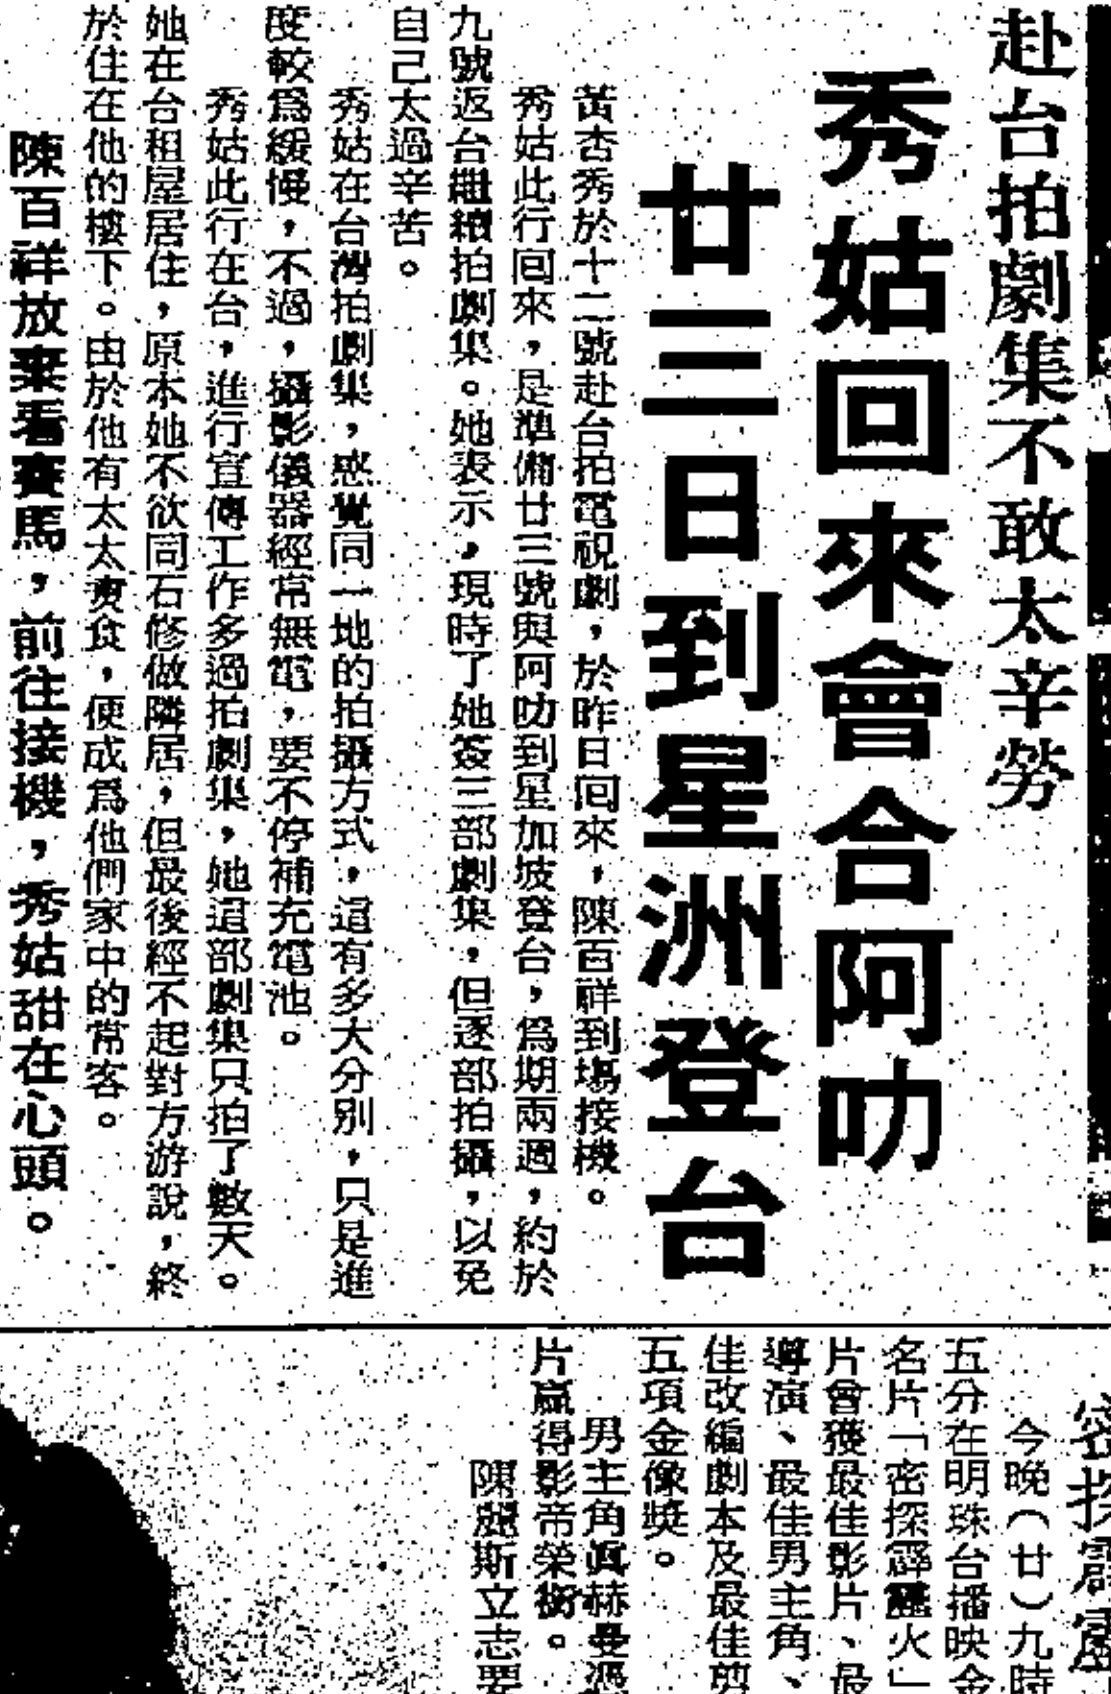 赴台拍劇集不敢太辛勞
秀姑回來會合阿叻
廿三日到星洲登台
黃杏秀於十二號赴台拍電視劇，於昨日回來，陳百祥到場接機。
秀姑此行回來，是準備廿三號與阿叻到星加坡登台，為期兩週，約於
九號返台繼續拍劇集。她表示，現時了她簽三部劇集，但逐部拍攝，以免
自己太過辛苦。
秀姑在台灣拍劇集，感覺同一地的拍攝方式，這有多大分別，只是進
度較為緩慢，不過，攝影儀器經常無電，要不停補充電池。
秀姑此行在台，進行宣傳工作多過拍劇集，她這部劇集只拍了數天。
她在台租屋居住，原本她不欲同石修做隣居，但最後經不起對方游說，終
於住在他的樓下。由於他有太太煑食，便成為他們家中的常客。
陳百祥放棄看賽馬，前往接機，秀姑甜在心頭。
密探霹靂
今晚（廿）九時
五分在明珠台播映金
名片「密探霹靂火」
片曾獲最佳影片、最
導演、最佳男主角、
佳改編劇本及最佳剪
五項金像獎。
男主角真赫曼憑
片贏得影帝榮銜。
陳麗斯立志要